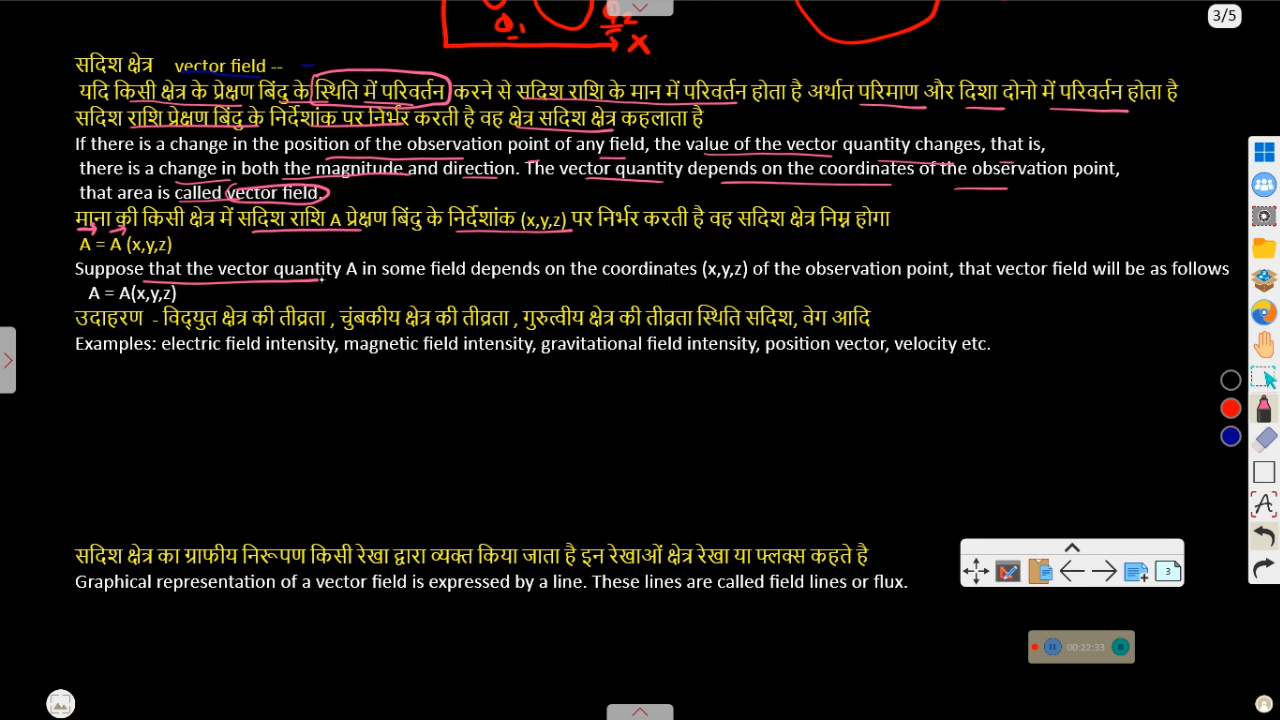 3/5
θ₁
X
सदिश क्षेत्र vector field --
यदि किसी क्षेत्र के प्रेक्षण बिंदु के स्थिति में परिवर्तन करने से सदिश राशि के मान में परिवर्तन होता है अर्थात परिमाण और दिशा दोनो में परिवर्तन होता है
सदिश राशि प्रेक्षण बिंदु के निर्देशांक पर निर्भर करती है वह क्षेत्र सदिश क्षेत्र कहलाता है
If there is a change in the position of the observation point of any field, the value of the vector quantity changes, that is,
there is a change in both the magnitude and direction. The vector quantity depends on the coordinates of the observation point,
that area is called vector field.
माना की किसी क्षेत्र में सदिश राशि A प्रेक्षण बिंदु के निर्देशांक (x,y,z) पर निर्भर करती है वह सदिश क्षेत्र निम्न होगा
A = A (x,y,z)
Suppose that the vector quantity A in some field depends on the coordinates (x,y,z) of the observation point, that vector field will be as follows
A = A(x,y,z)
उदाहरण - विद्युत क्षेत्र की तीव्रता , चुंबकीय क्षेत्र की तीव्रता , गुरुत्वीय क्षेत्र की तीव्रता स्थिति सदिश, वेग आदि
Examples: electric field intensity, magnetic field intensity, gravitational field intensity, position vector, velocity etc.
सदिश क्षेत्र का ग्राफीय निरूपण किसी रेखा द्वारा व्यक्त किया जाता है इन रेखाओं क्षेत्र रेखा या फ्लक्स कहते है
Graphical representation of a vector field is expressed by a line. These lines are called field lines or flux.
3
00:22:33